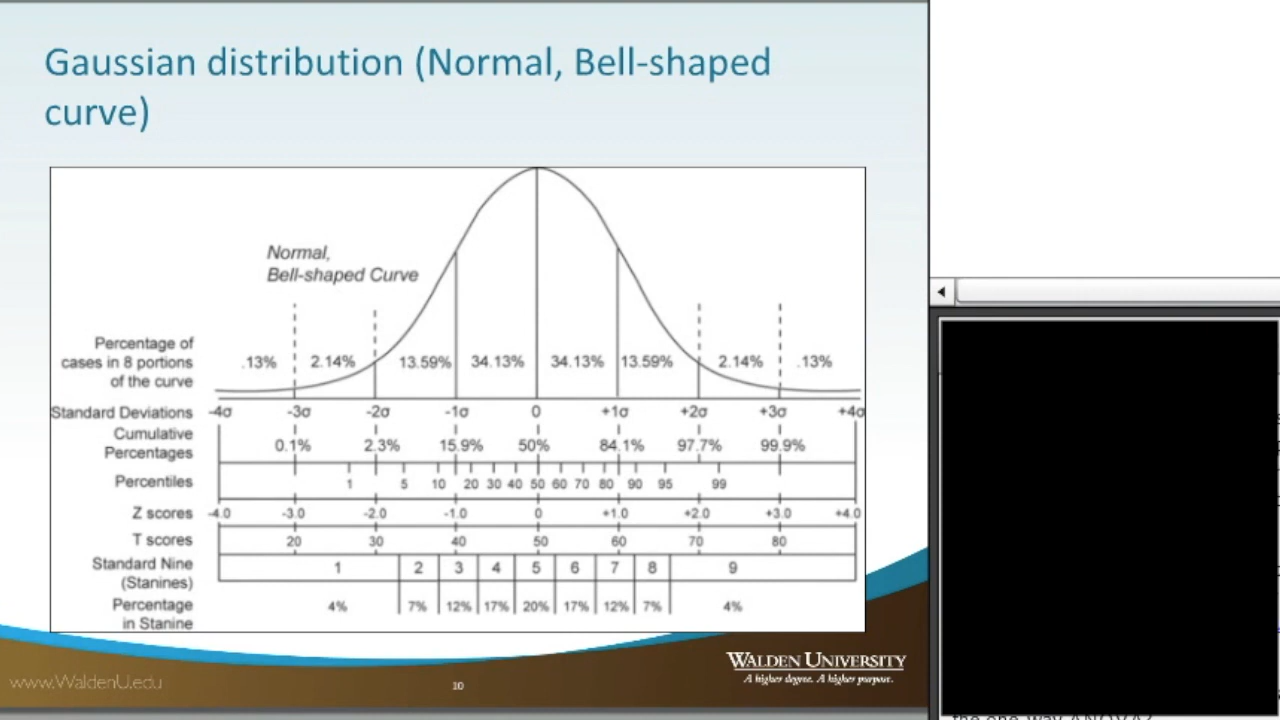 Gaussian distribution (Normal, Bell-shaped
curve)
Normal,
Bell-shaped Curve
Percentage of
cases in 8 portions
of the curve
.13% 2.14% 13.59% 34.13% 34.13% 13.59% 2.14% .13%
Standard Deviations -4σ -3σ -2σ -1σ 0 +1σ +2σ +3σ +4σ
Cumulative
Percentages
0.1% 2.3% 15.9% 50% 84.1% 97.7% 99.9%
Percentiles 1 5 10 20 30 40 50 60 70 80 90 95 99
Z scores -4.0 -3.0 -2.0 -1.0 0 +1.0 +2.0 +3.0 +4.0
T scores 20 30 40 50 60 70 80
Standard Nine
(Stanines)
1 2 3 4 5 6 7 8 9
Percentage
in Stanine
4% 7% 12% 17% 20% 17% 12% 7% 4%
WALDEN UNIVERSITY
A higher degree. A higher purpose.
www.WaldenU.edu
10
the one-way ANOVA?